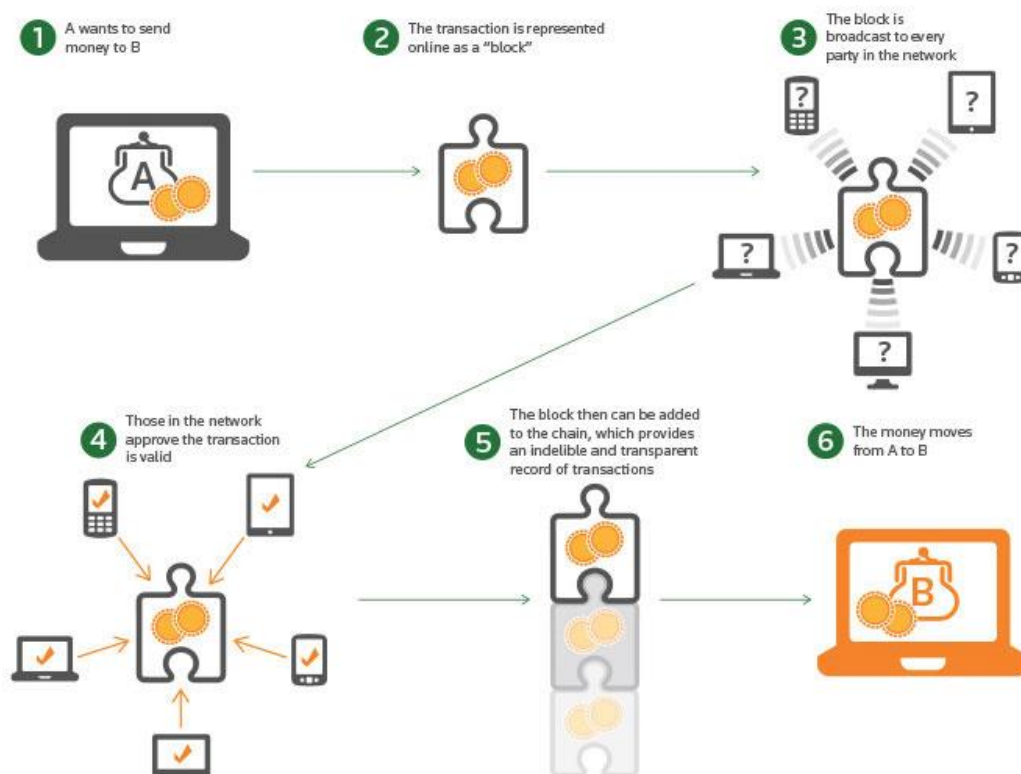 1
A wants to send
money to B
2
The transaction is represented
online as a “block”
3
The block is
broadcast to every
party in the network
A
?
?
?
?
?
4
Those in the network
approve the transaction
is valid
5
The block then can be added
to the chain, which provides
an indelible and transparent
record of transactions
6
The money moves
from A to B
B